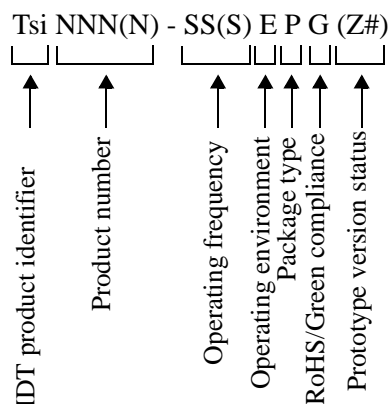 Tsi NNN(N) - SS(S) E P G (Z#)
IDT product identifier
Product number
Operating frequency
Operating environment
Package type
RoHS/Green compliance
Prototype version status